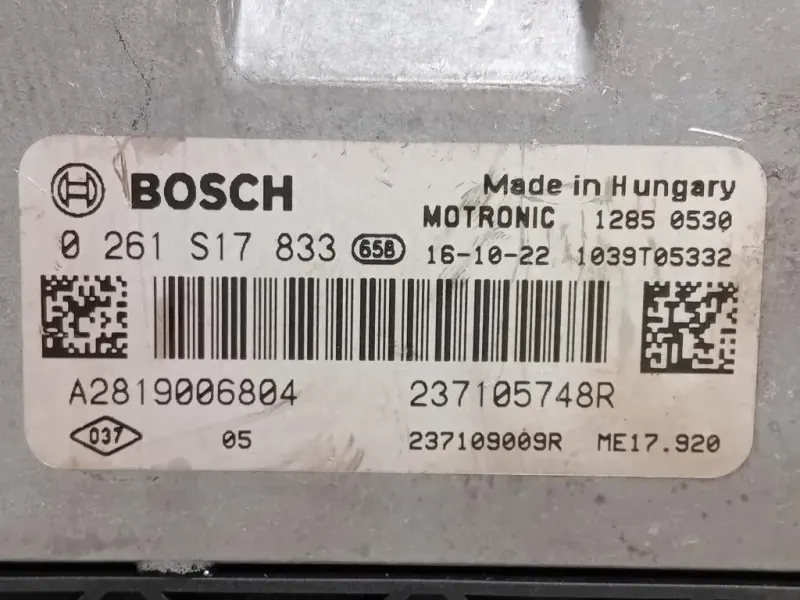 BOSCH Made in Hungary
MOTRONIC 1285 0530
0 261 S17 833 658 16-10-22 1039T05332
A2819006804 237105748R
037 05 237109009R ME17.920